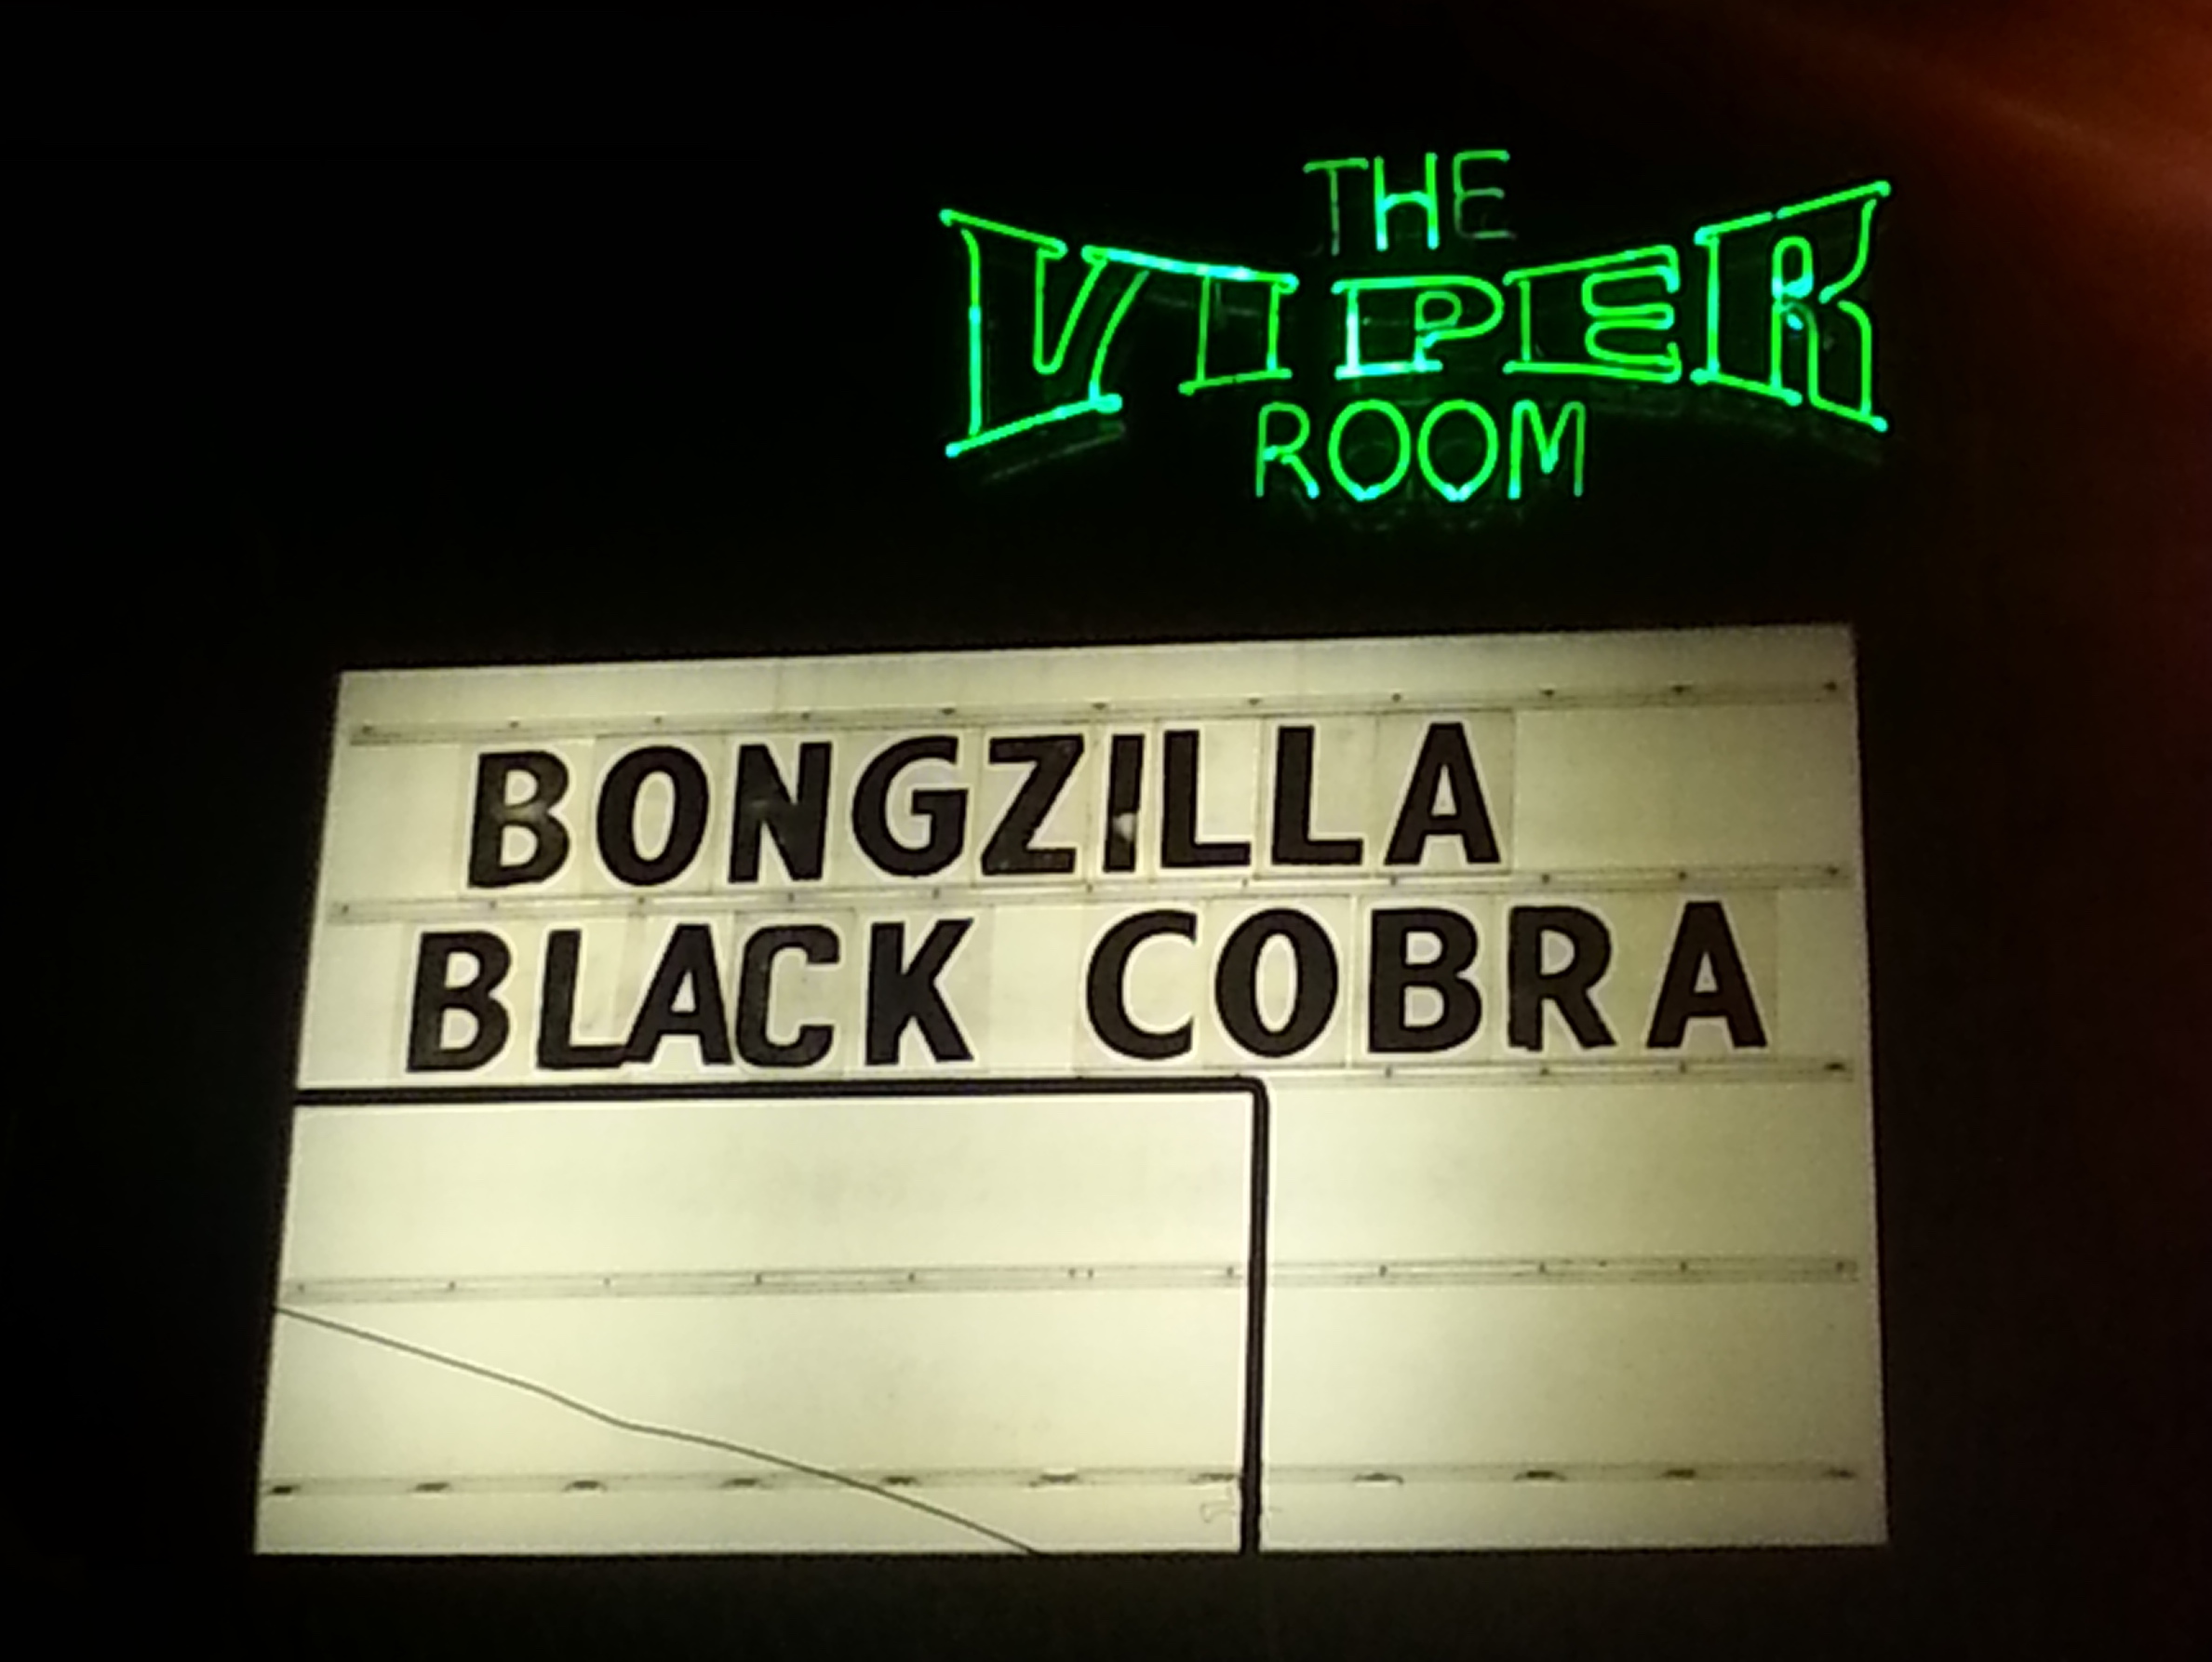 THE
VIPER
ROOM
BONGZILLA
BLACK COBRA